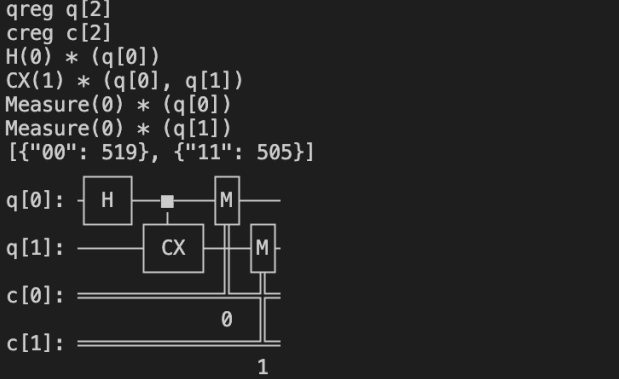 qreg q[2]
creg c[2]
H(0) * (q[0])
CX(1) * (q[0], q[1])
Measure(0) * (q[0])
Measure(0) * (q[1])
[{"00": 519}, {"11": 505}]
q[0]: H M
q[1]: CX M
c[0]:
0
c[1]:
1